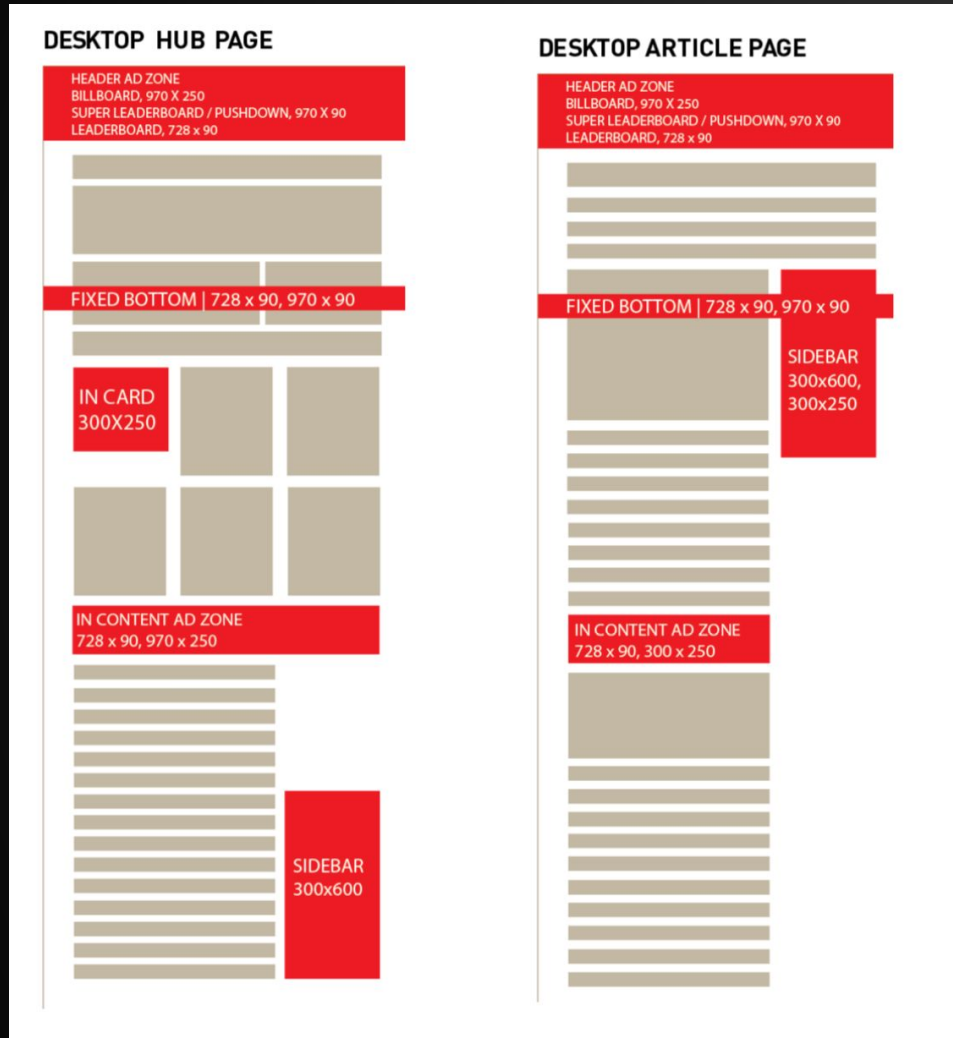 DESKTOP HUB PAGE
HEADER AD ZONE
BILLBOARD, 970 X 250
SUPER LEADERBOARD / PUSHDOWN, 970 X 90
LEADERBOARD, 728 x 90
FIXED BOTTOM | 728 x 90, 970 x 90
IN CARD
300X250
IN CONTENT AD ZONE
728 x 90, 970 x 250
SIDEBAR
300x600
DESKTOP ARTICLE PAGE
HEADER AD ZONE
BILLBOARD, 970 X 250
SUPER LEADERBOARD / PUSHDOWN, 970 X 90
LEADERBOARD, 728 x 90
FIXED BOTTOM | 728 x 90, 970 x 90
SIDEBAR
300x600,
300x250
IN CONTENT AD ZONE
728 x 90, 300 x 250